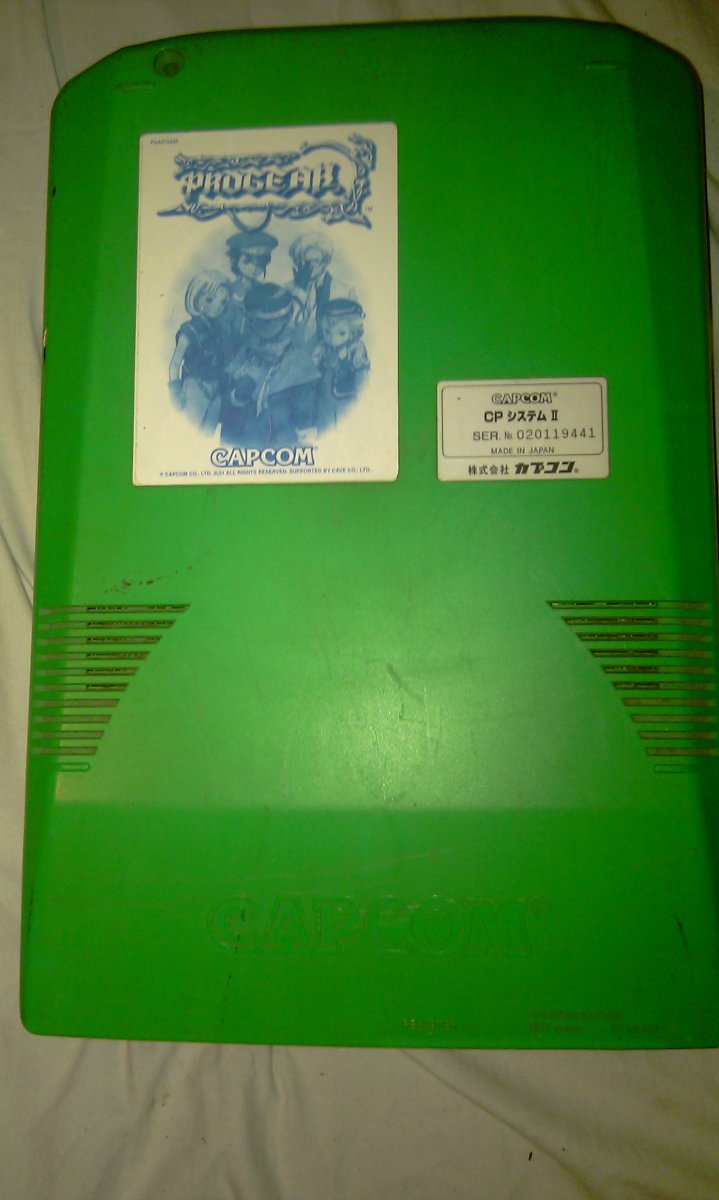 PROGEAR
TM
CAPCOM
© CAPCOM CO., LTD. 2001 ALL RIGHTS RESERVED. SUPPORTED BY CAVE CO., LTD.
CAPCOM®
CP システム II
SER. № 020119441
MADE IN JAPAN
株式会社 カプコン®
CAPCOM®